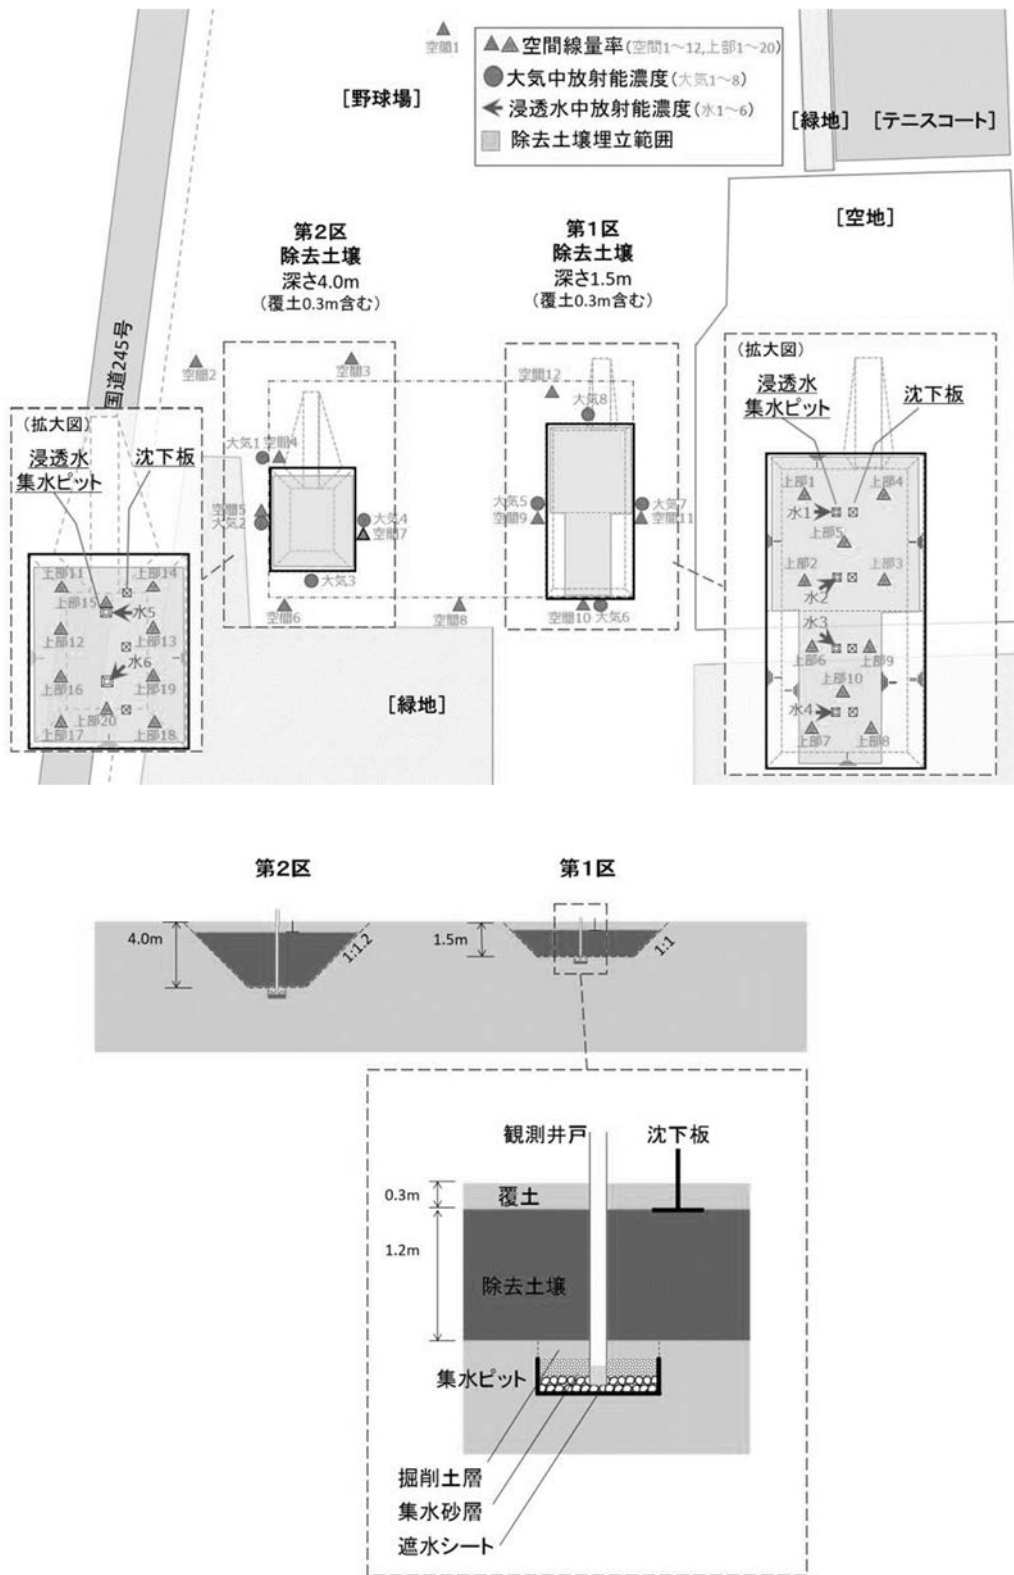 空間1
空間線量率(空間1～12,上部1～20)
大気中放射能濃度(大気1～8)
浸透水中放射能濃度(水1～6)
除去土壌埋立範囲
[野球場]
[緑地]
[テニスコート]
[空地]
第2区
除去土壌
深さ4.0m
(覆土0.3m含む)
第1区
除去土壌
深さ1.5m
(覆土0.3m含む)
国道245号
空間2
空間3
空間12
大気8
大気1
空間4
空間5
大気2
大気4
空間7
大気3
空間6
空間8
大気5
空間9
大気7
空間11
空間10
大気6
[緑地]
(拡大図)
浸透水
集水ピット
沈下板
上部11
上部14
上部15
水5
上部12
上部13
水6
上部16
上部19
上部20
上部17
上部18
(拡大図)
浸透水
集水ピット
沈下板
上部1
上部4
水1
上部5
上部2
上部3
水2
水3
上部6
上部9
上部10
水4
上部7
上部8
第2区
第1区
4.0m
1:1.2
1.5m
1:1
観測井戸
沈下板
0.3m
覆土
1.2m
除去土壌
集水ピット
掘削土層
集水砂層
遮水シート